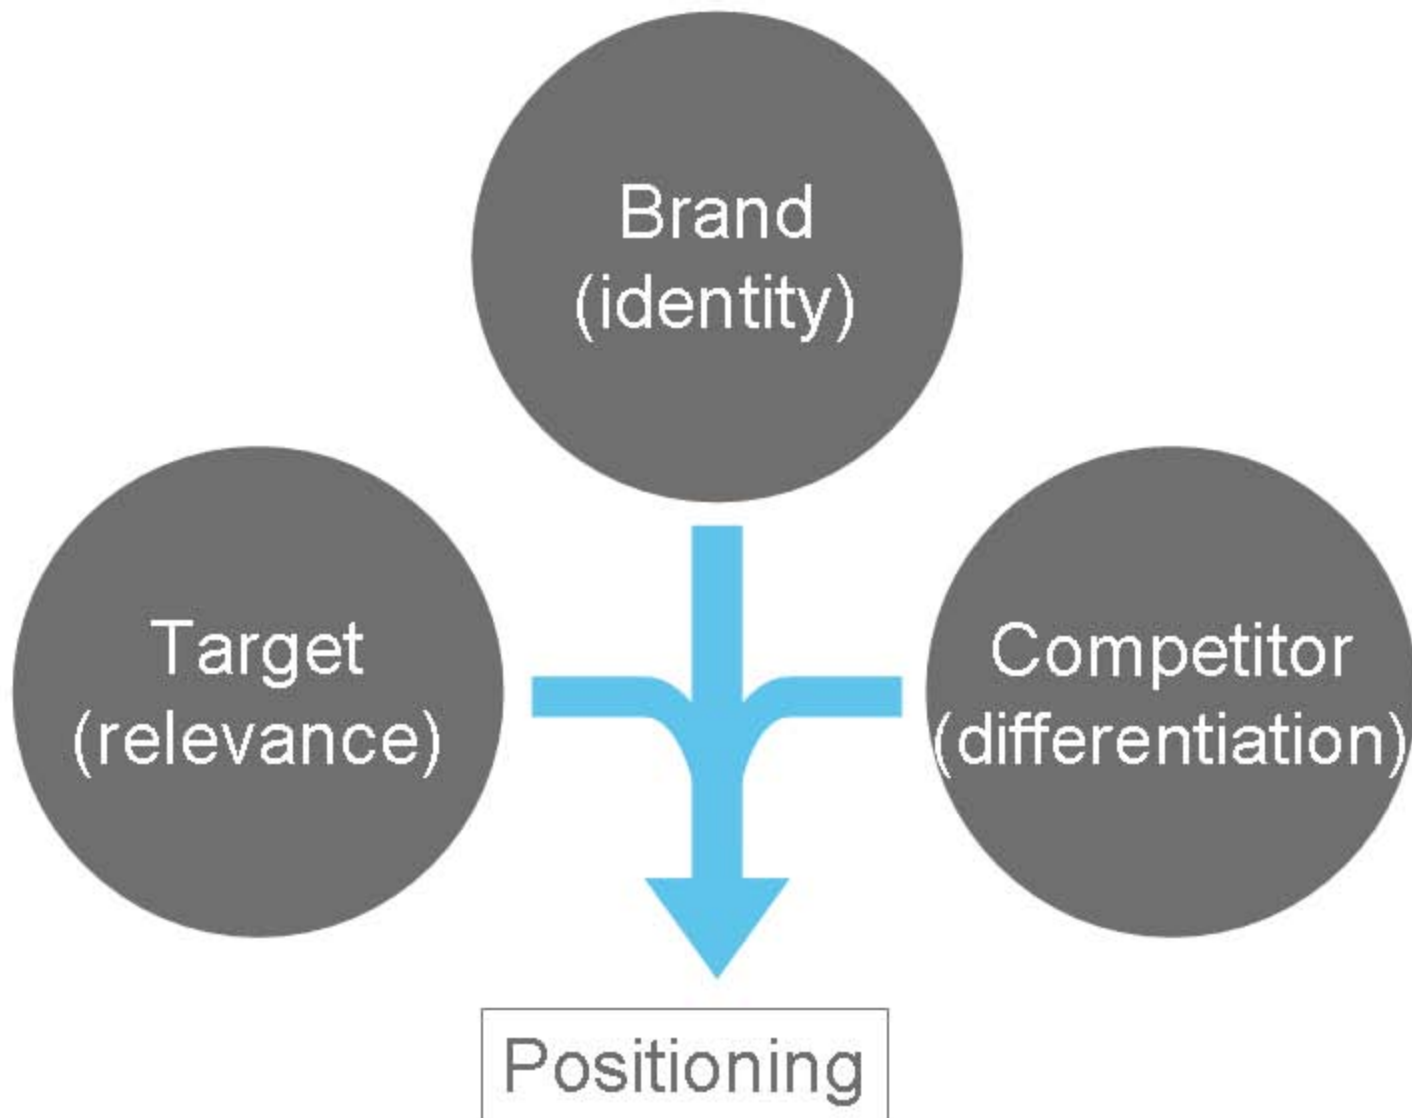 Brand
(identity)
Target
(relevance)
Competitor
(differentiation)
Positioning